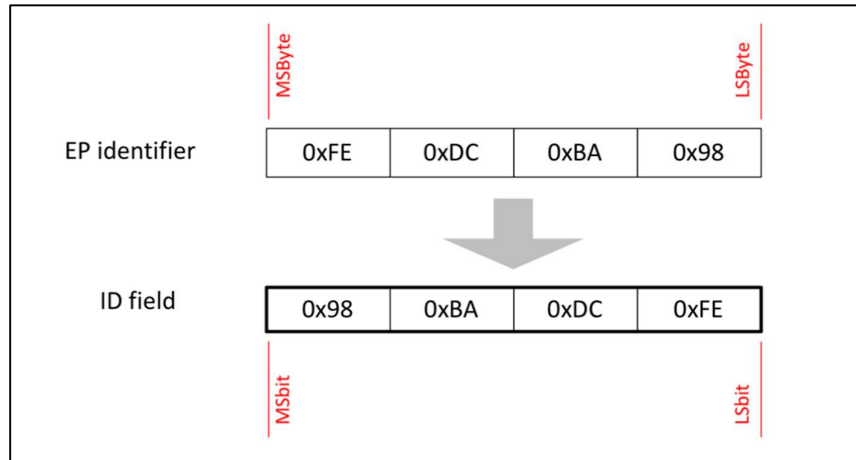 MSByte LSByte
EP identifier 0xFE 0xDC 0xBA 0x98
ID field 0x98 0xBA 0xDC 0xFE
MSbit LSbit